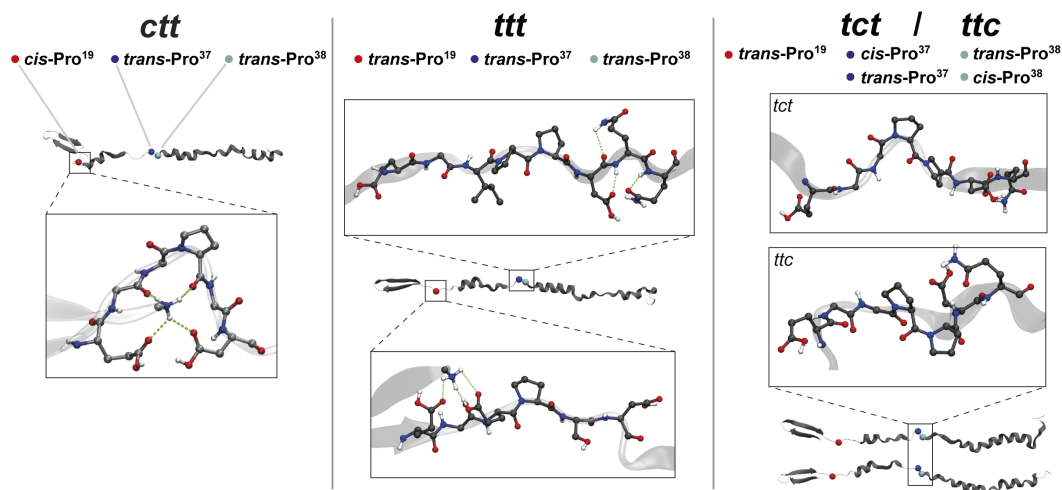 ctt
cis-Pro¹⁹ trans-Pro³⁷ trans-Pro³⁸
ttt
trans-Pro¹⁹ trans-Pro³⁷ trans-Pro³⁸
tct / ttc
trans-Pro¹⁹ cis-Pro³⁷ trans-Pro³⁸
trans-Pro³⁷ cis-Pro³⁸
tct
ttc